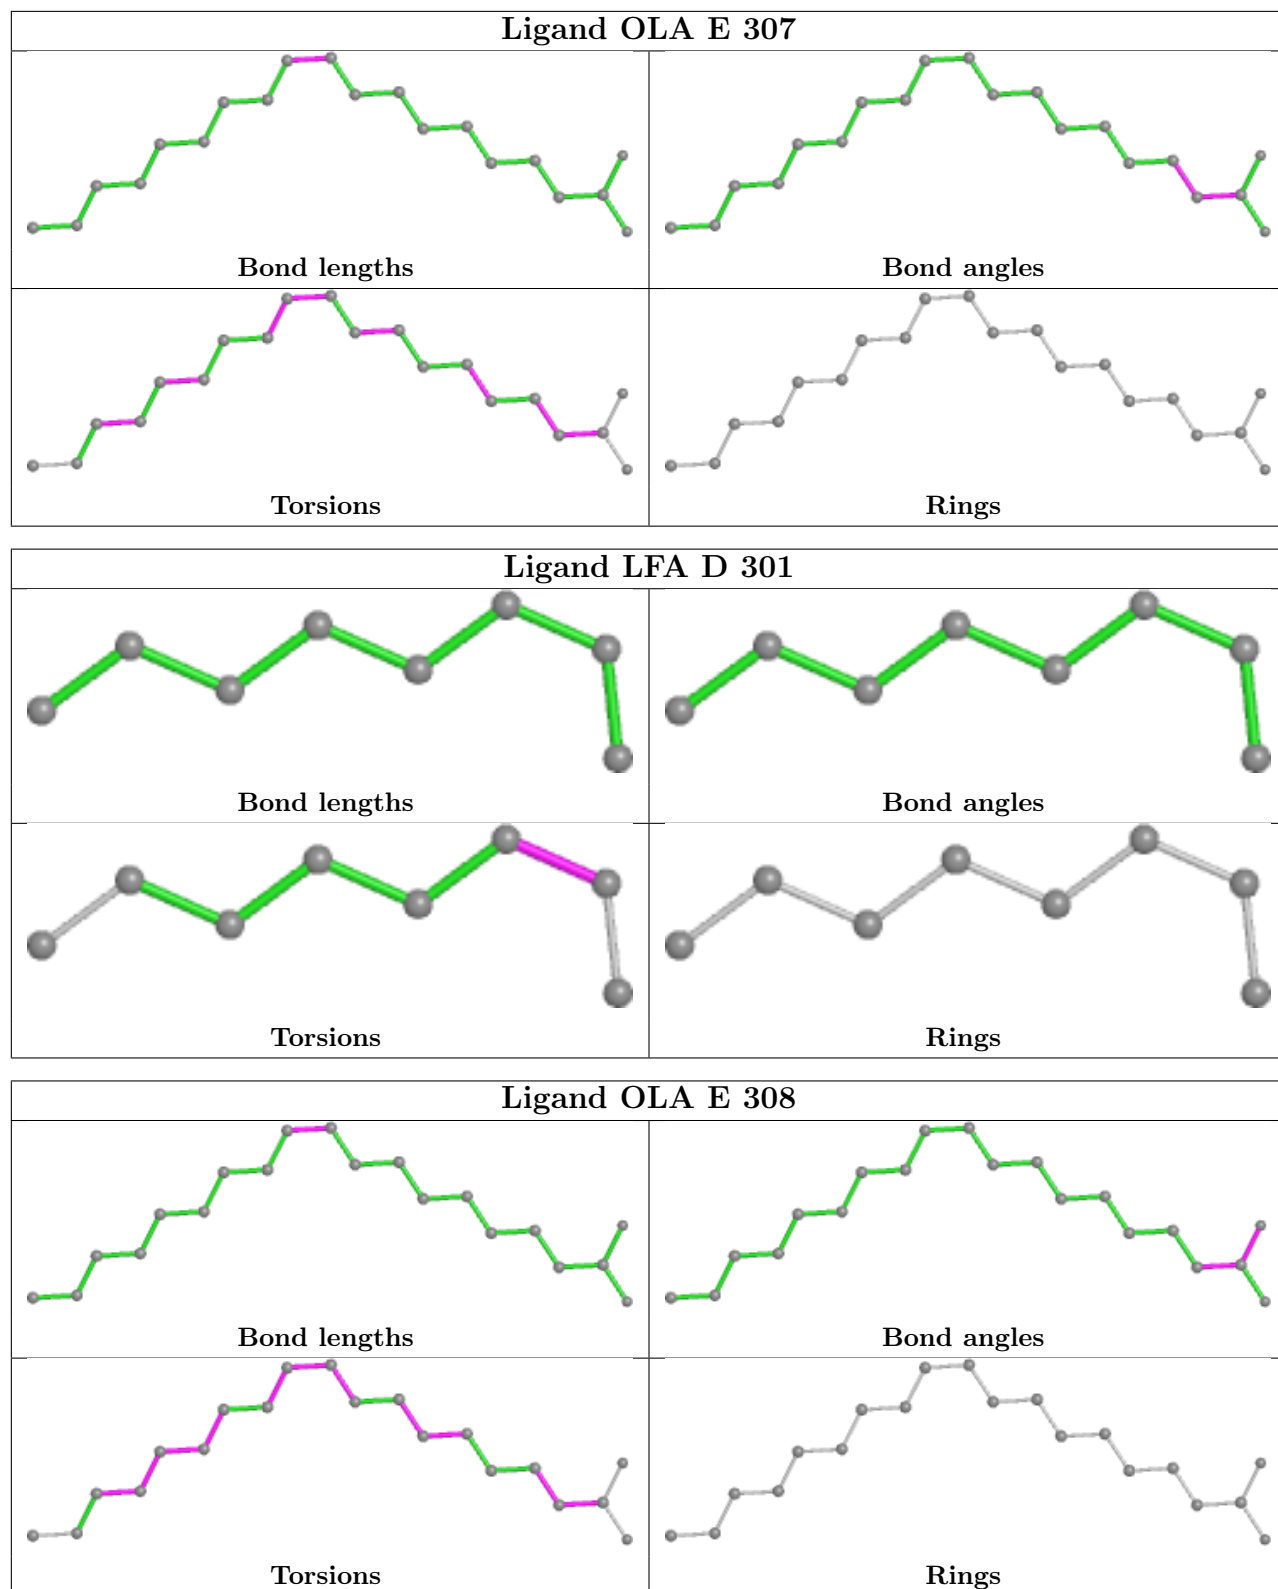 Ligand OLA E 307
Bond lengths
Bond angles
Torsions
Rings
Ligand LFA D 301
Bond lengths
Bond angles
Torsions
Rings
Ligand OLA E 308
Bond lengths
Bond angles
Torsions
Rings